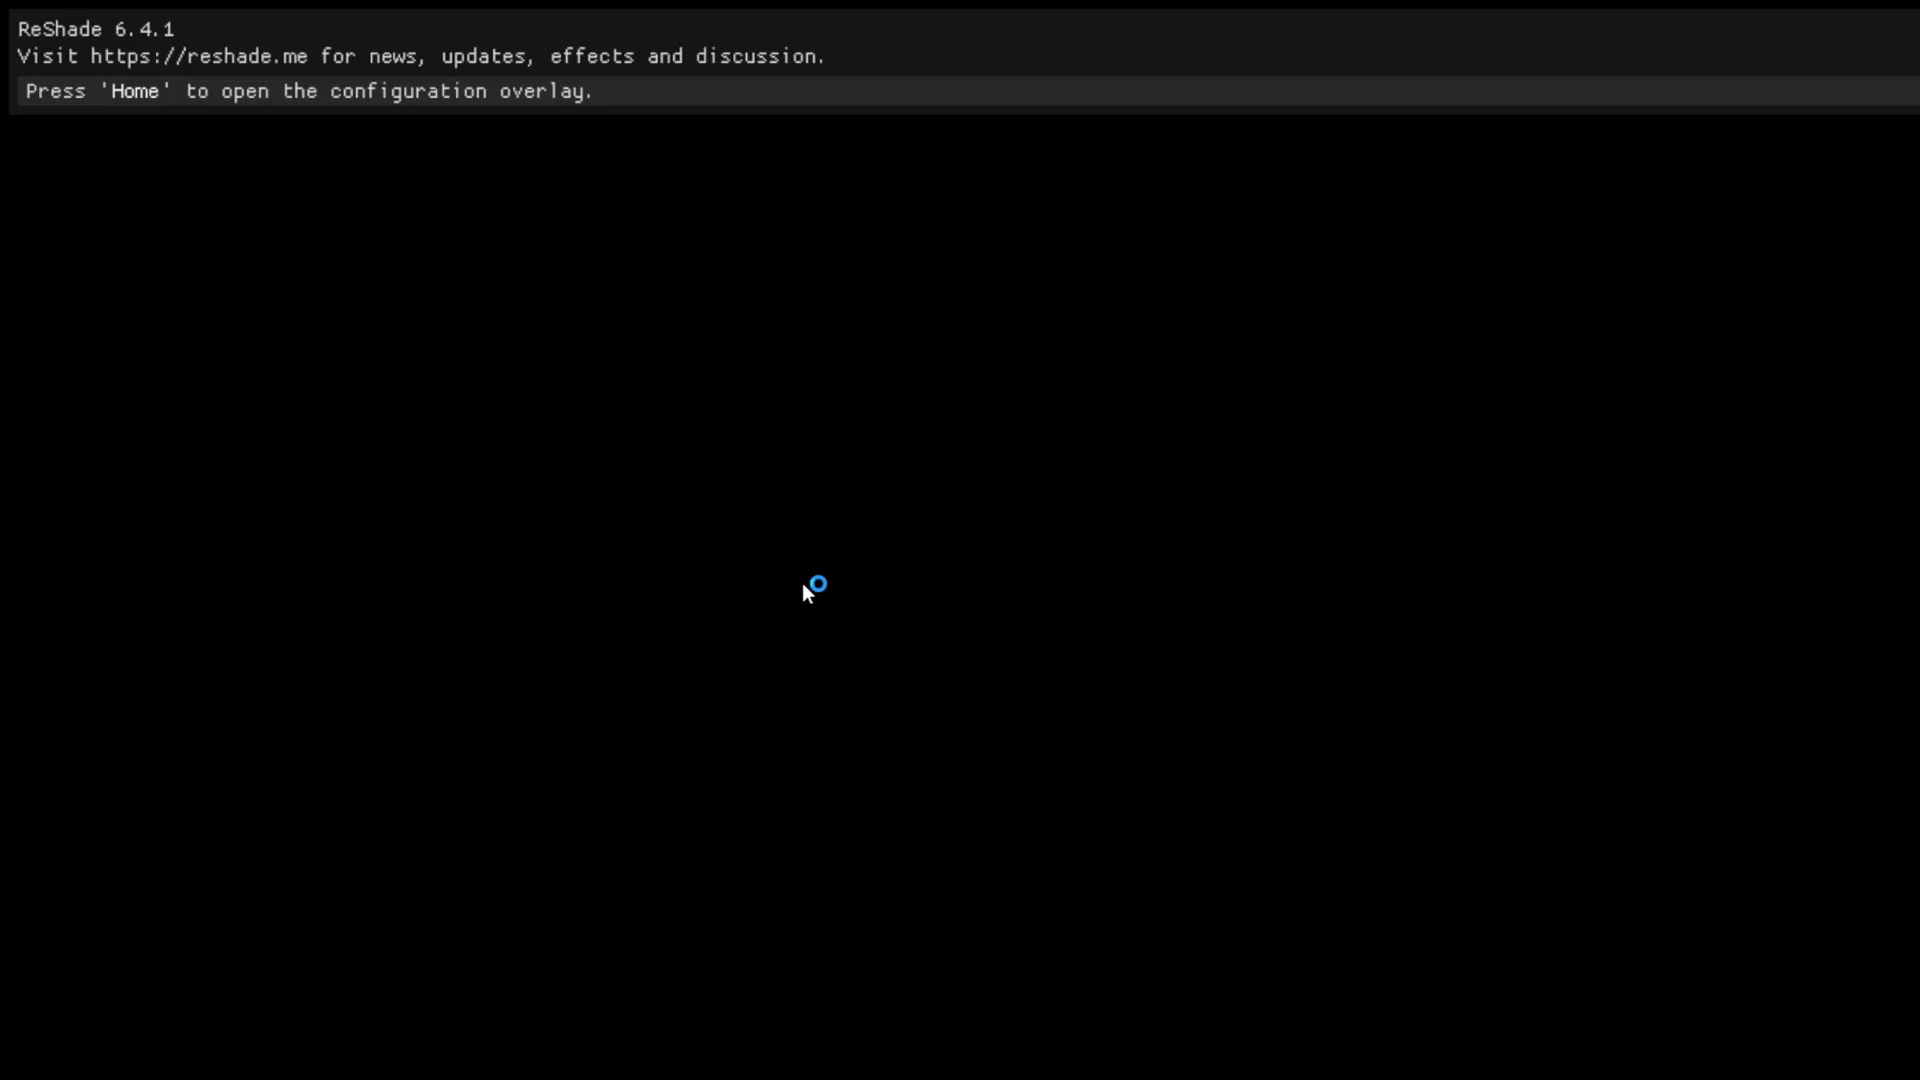 ReShade 6.4.1
Visit https://reshade.me for news, updates, effects and discussion.
Press 'Home' to open the configuration overlay.